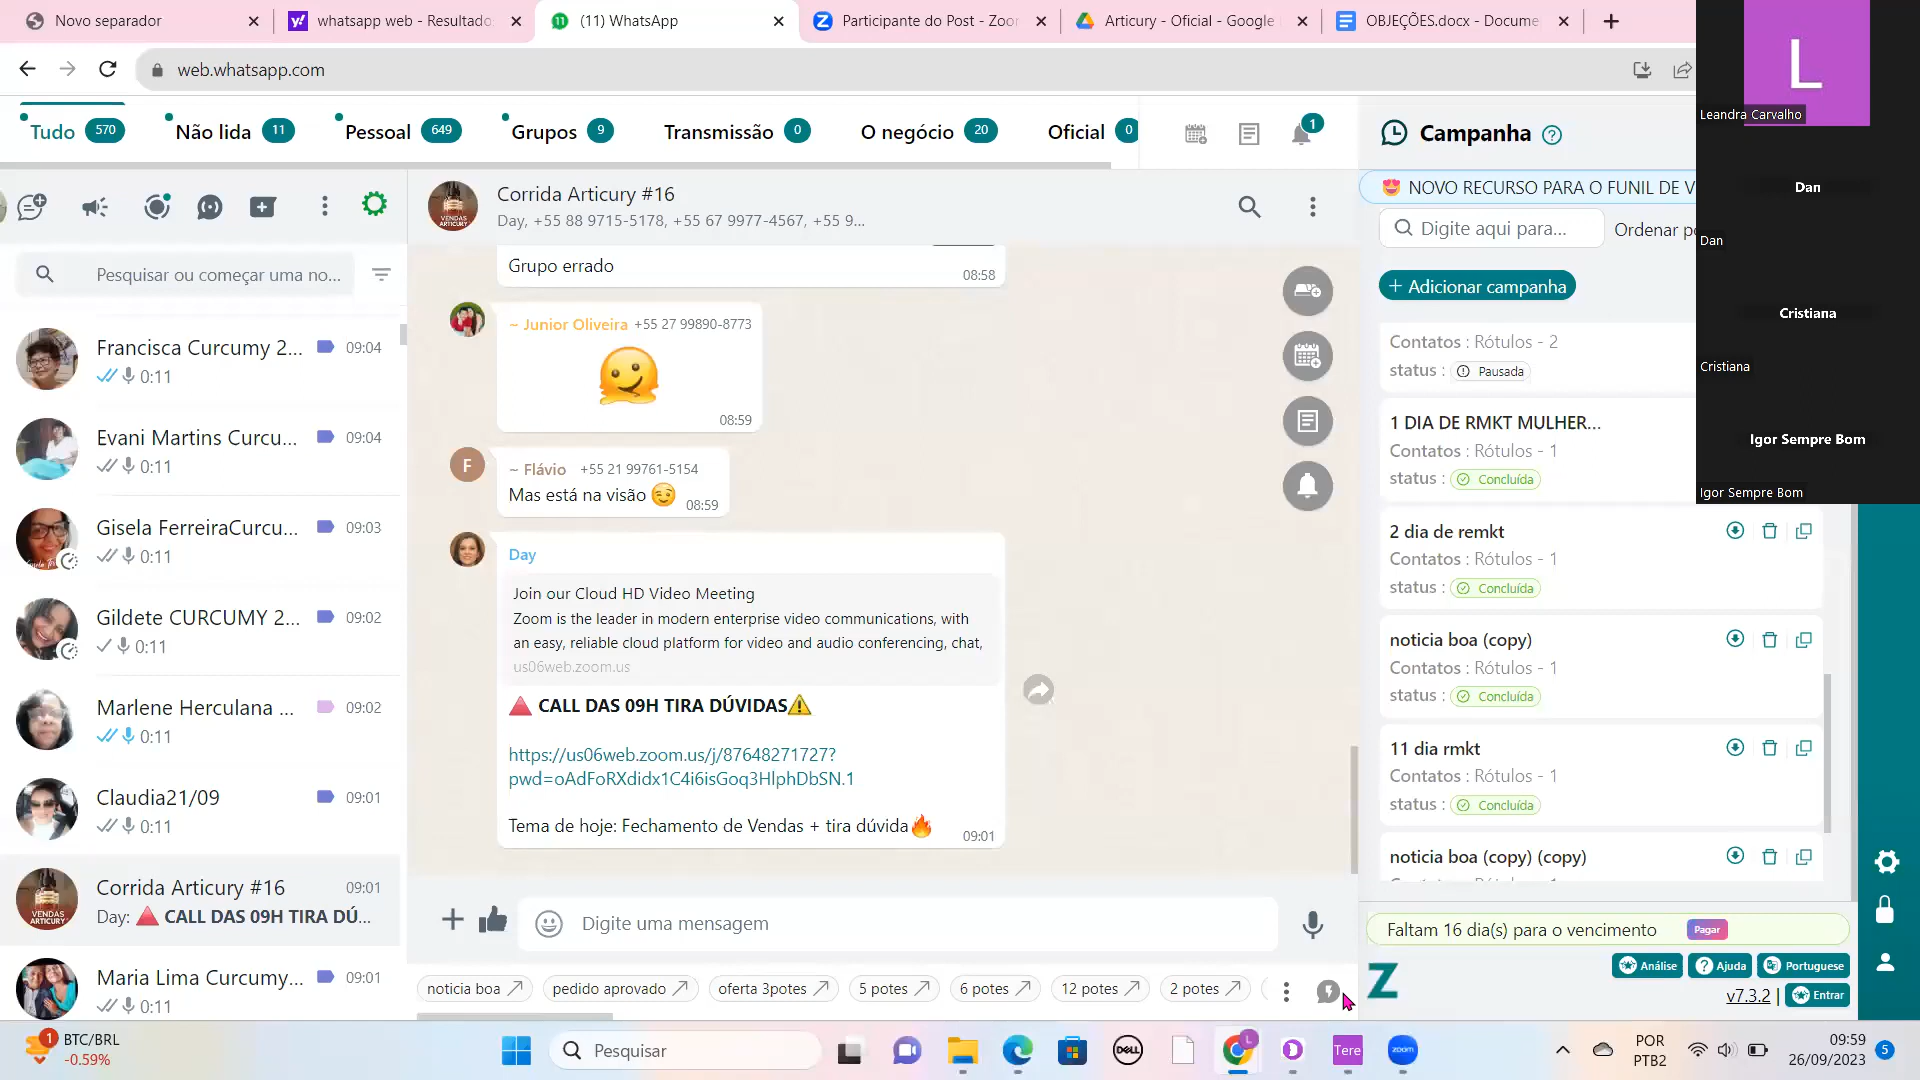 Novo separador
whatsapp web - Resultado
(11) WhatsApp
Participante do Post - Zoo
Articury - Oficial - Google
OBJEÇÕES.docx - Docume
web.whatsapp.com
Tudo 570
Não lida 11
Pessoal 649
Grupos 9
Transmissão 0
O negócio 20
Oficial 0
1
Pesquisar ou começar uma no...
Francisca Curcumy 2... 09:04
0:11
Evani Martins Curcu... 09:04
0:11
Gisela FerreiraCurcu... 09:03
0:11
Gildete CURCUMY 2... 09:02
0:11
Marlene Herculana ... 09:02
0:11
Claudia21/09 09:01
0:11
Corrida Articury #16 09:01
Day: 🔺 CALL DAS 09H TIRA DÚ...
Maria Lima Curcumy... 09:01
0:11
VENDAS
ARTICURY
Corrida Articury #16
Day, +55 88 9715-5178, +55 67 9977-4567, +55 9...
Grupo errado
08:58
~ Junior Oliveira +55 27 99890-8773
🫠
08:59
F
~ Flávio +55 21 99761-5154
Mas está na visão 😉 08:59
Day
Join our Cloud HD Video Meeting
Zoom is the leader in modern enterprise video communications, with
an easy, reliable cloud platform for video and audio conferencing, chat,
us06web.zoom.us
🔺 CALL DAS 09H TIRA DÚVIDAS⚠️
https://us06web.zoom.us/j/87648271727?
pwd=oAdFoRXdidx1C4i6isGoq3HlphDbSN.1
Tema de hoje: Fechamento de Vendas + tira dúvida🔥 09:01
Digite uma mensagem
noticia boa
pedido aprovado
oferta 3potes
5 potes
6 potes
12 potes
2 potes
Campanha
😍 NOVO RECURSO PARA O FUNIL DE V
Digite aqui para...
Ordenar po
+ Adicionar campanha
Contatos : Rótulos - 2
status : Pausada
1 DIA DE RMKT MULHER...
Contatos : Rótulos - 1
status : Concluída
2 dia de remkt
Contatos : Rótulos - 1
status : Concluída
noticia boa (copy)
Contatos : Rótulos - 1
status : Concluída
11 dia rmkt
Contatos : Rótulos - 1
status : Concluída
noticia boa (copy) (copy)
Faltam 16 dia(s) para o vencimento
Pagar
Z
Análise
Ajuda
Portuguese
v7.3.2 |
Entrar
L
Leandra Carvalho
Dan
Dan
Cristiana
Cristiana
Igor Sempre Bom
Igor Sempre Bom
1
BTC/BRL
-0.59%
Pesquisar
DELL
L
Tere
zoom
POR
PTB2
09:59
26/09/2023
5